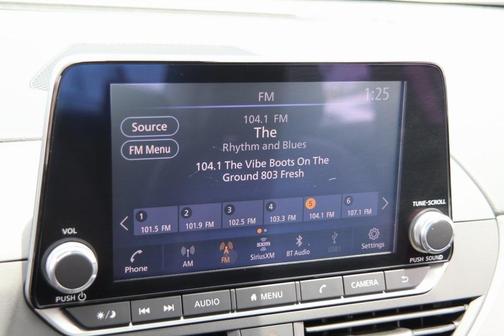 FM
1:25
Source
104.1 FM
The
FM Menu
Rhythm and Blues
104.1 The Vibe Boots On The
Ground 803 Fresh
1 2 3 4 5 6
101.5 FM 101.9 FM 102.5 FM 103.3 FM 104.1 FM 107.1 FM
Phone AM FM SiriusXM BT Audio USB1 Settings
VOL
PUSH
TUNE·SCROLL
PUSH SOUND
AUDIO MENU CAMERA